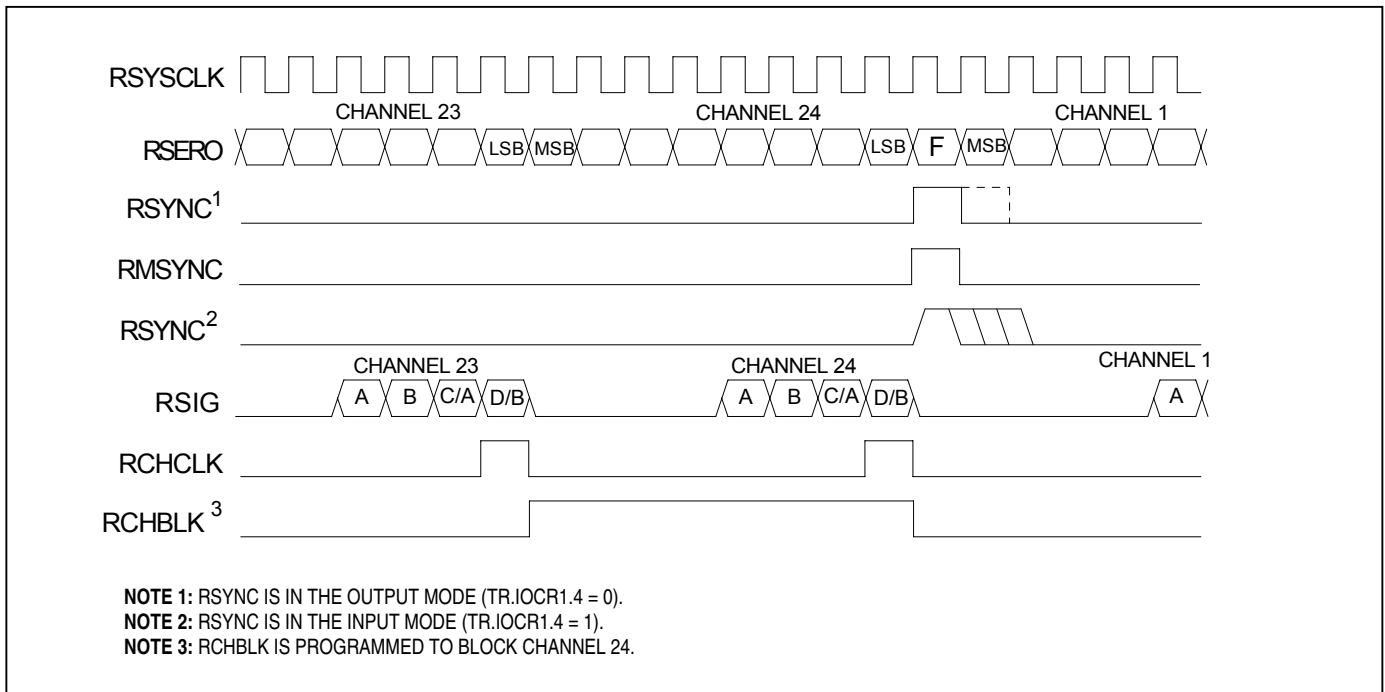 RSYSCLK
CHANNEL 23 CHANNEL 24 CHANNEL 1
RSERO LSB MSB LSB F MSB
RSYNC1
RMSYNC
RSYNC2
CHANNEL 23 CHANNEL 24 CHANNEL 1
RSIG A B C/A D/B A B C/A D/B A
RCHCLK
RCHBLK 3
NOTE 1: RSYNC IS IN THE OUTPUT MODE (TR.IOCR1.4 = 0).
NOTE 2: RSYNC IS IN THE INPUT MODE (TR.IOCR1.4 = 1).
NOTE 3: RCHBLK IS PROGRAMMED TO BLOCK CHANNEL 24.